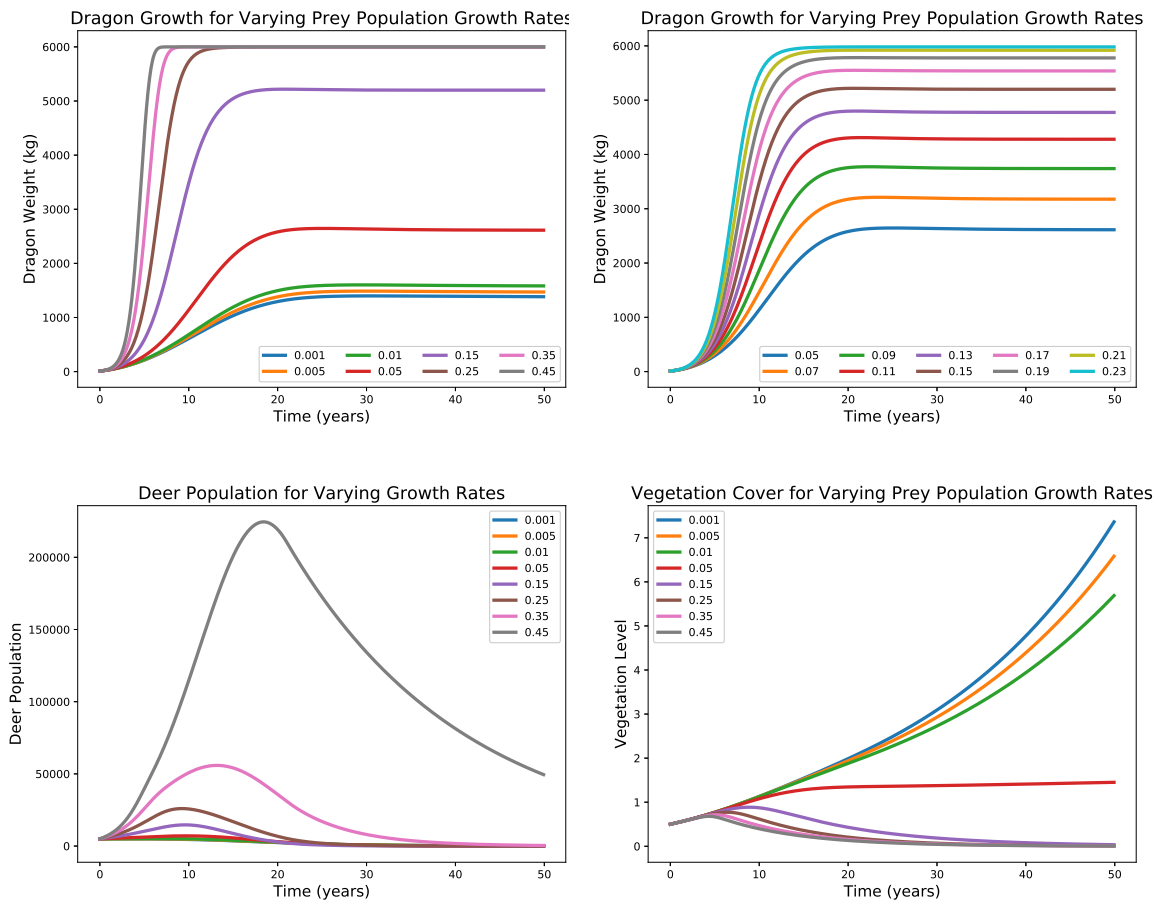 Dragon Growth for Varying Prey Population Growth Rates
Dragon Weight (kg)
6000
5000
4000
3000
2000
1000
0
0.001 0.01 0.15 0.35
0.005 0.05 0.25 0.45
0 10 20 30 40 50
Time (years)
Dragon Growth for Varying Prey Population Growth Rates
Dragon Weight (kg)
6000
5000
4000
3000
2000
1000
0
0.05 0.09 0.13 0.17 0.21
0.07 0.11 0.15 0.19 0.23
0 10 20 30 40 50
Time (years)
Deer Population for Varying Growth Rates
Deer Population
200000
150000
100000
50000
0
0.001
0.005
0.01
0.05
0.15
0.25
0.35
0.45
0 10 20 30 40 50
Time (years)
Vegetation Cover for Varying Prey Population Growth Rates
Vegetation Level
7
6
5
4
3
2
1
0
0.001
0.005
0.01
0.05
0.15
0.25
0.35
0.45
0 10 20 30 40 50
Time (years)